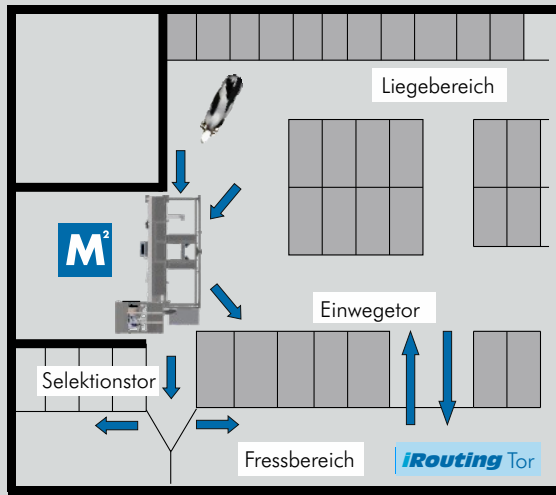 Liegebereich
M²
Einwegetor
Selektionstor
Fressbereich
iRouting Tor